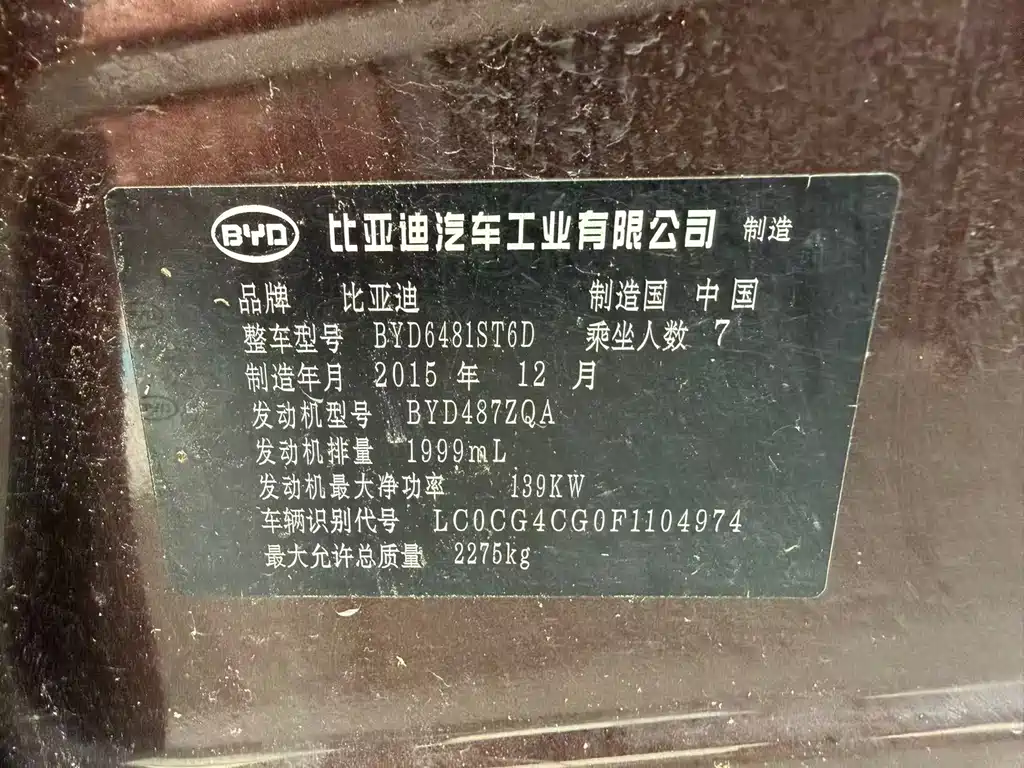 BYD 比亚迪汽车工业有限公司 制造
品牌 比亚迪 制造国 中国
整车型号 BYD6481ST6D 乘坐人数 7
制造年月 2015 年 12 月
发动机型号 BYD487ZQA
发动机排量 1999mL
发动机最大净功率 139KW
车辆识别代号 LC0CG4CG0F1104974
最大允许总质量 2275kg